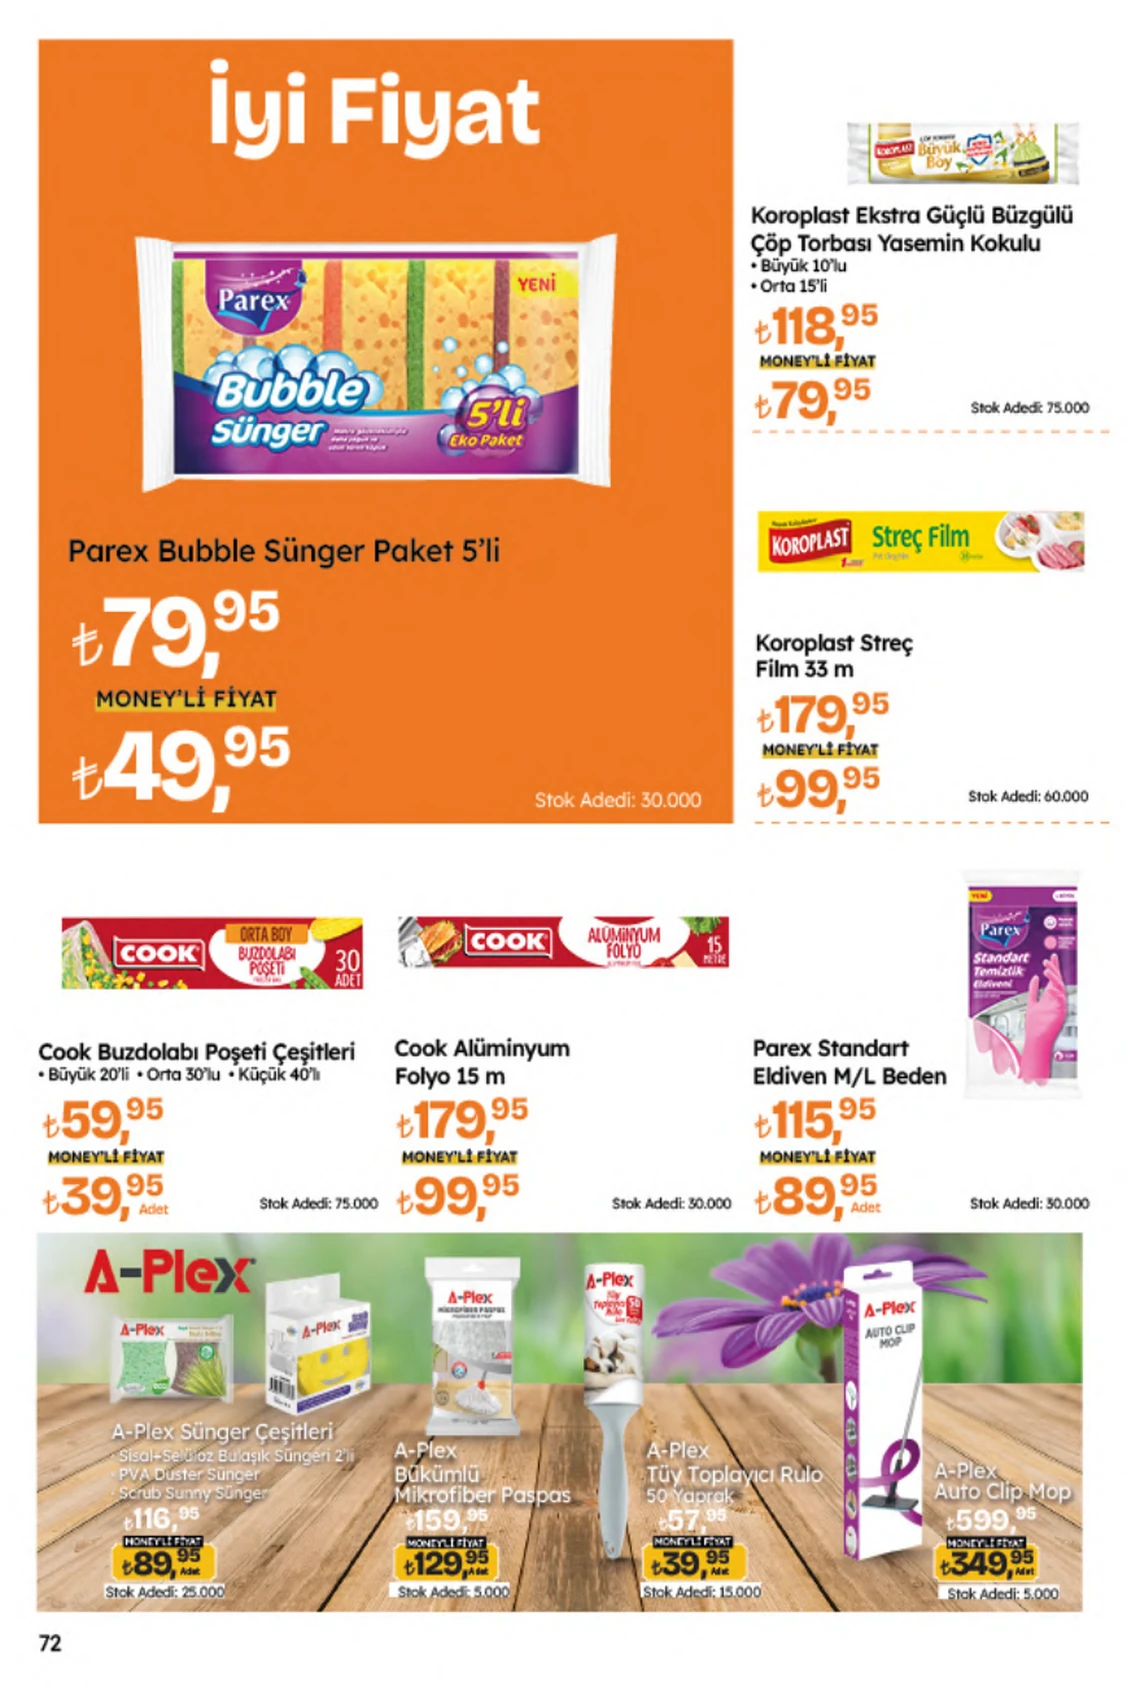 İyi Fiyat
Parex
YENİ
Bubble
Sünger
5'li
Eko Paket
Parex Bubble Sünger Paket 5'li
₺79,95
MONEY'Lİ FİYAT
₺49,95
Stok Adedi: 30.000
KOROPLAST
Büyük
Boy
Koroplast Ekstra Güçlü Büzgülü
Çöp Torbası Yasemin Kokulu
• Büyük 10'lu
• Orta 15'li
₺118,95
MONEY'Lİ FİYAT
₺79,95
Stok Adedi: 75.000
KOROPLAST
Streç Film
Koroplast Streç
Film 33 m
₺179,95
MONEY'Lİ FİYAT
₺99,95
Stok Adedi: 60.000
COOK
ORTA BOY
BUZDOLABI
POŞETİ
30
ADET
Cook Buzdolabı Poşeti Çeşitleri
• Büyük 20'li • Orta 30'lu • Küçük 40'lı
₺59,95
MONEY'Lİ FİYAT
₺39,95 Adet
Stok Adedi: 75.000
COOK
ALÜMİNYUM
FOLYO
15
METRE
Cook Alüminyum
Folyo 15 m
₺179,95
MONEY'Lİ FİYAT
₺99,95
Stok Adedi: 30.000
YENİ
Parex
Standart
Temizlik
Eldiveni
Parex Standart
Eldiven M/L Beden
₺115,95
MONEY'Lİ FİYAT
₺89,95 Adet
Stok Adedi: 30.000
A-Plex
A-Plex
A-Plex
A-Plex Sünger Çeşitleri
· Sisal+Selüloz Bulaşık Süngeri 2'li
· PVA Duster Sünger
· Scrub Sunny Sünger
₺116,95
MONEY'Lİ FİYAT
₺89,95 Adet
Stok Adedi: 25.000
A-Plex
MİKROFİBER PASPAS
A-Plex
Bükümlü
Mikrofiber Paspas
₺159,95
MONEY'Lİ FİYAT
₺129,95 Adet
Stok Adedi: 5.000
A-Plex
Tüy
Toplayıcı
Rulo
50
A-Plex
Tüy Toplayıcı Rulo
50 Yaprak
₺57,95
MONEY'Lİ FİYAT
₺39,95 Adet
Stok Adedi: 15.000
A-Plex
AUTO CLIP
MOP
A-Plex
Auto Clip Mop
₺599,95
MONEY'Lİ FİYAT
₺349,95 Adet
Stok Adedi: 5.000
72